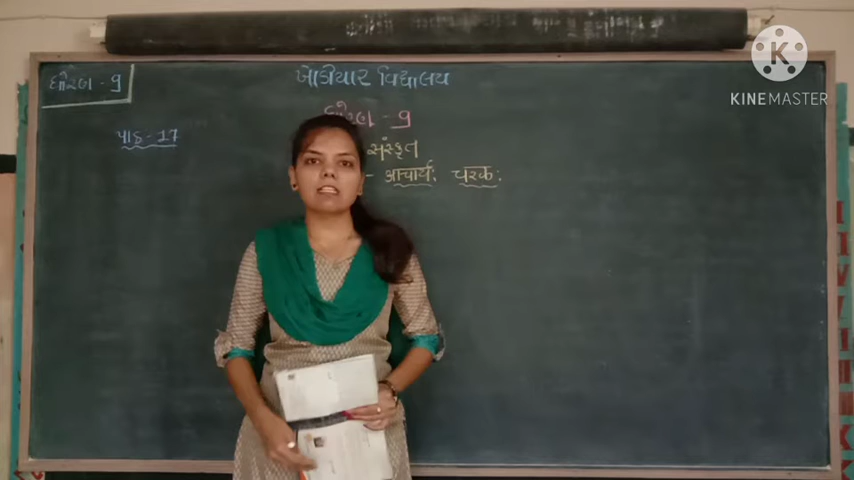 ધોરણ - 9
ખોડીયાર વિદ્યાલય
ધોરણ - 9
પાઠ - 17
સંસ્કૃત
- आचार्यः चरकः
K
KINEMASTER